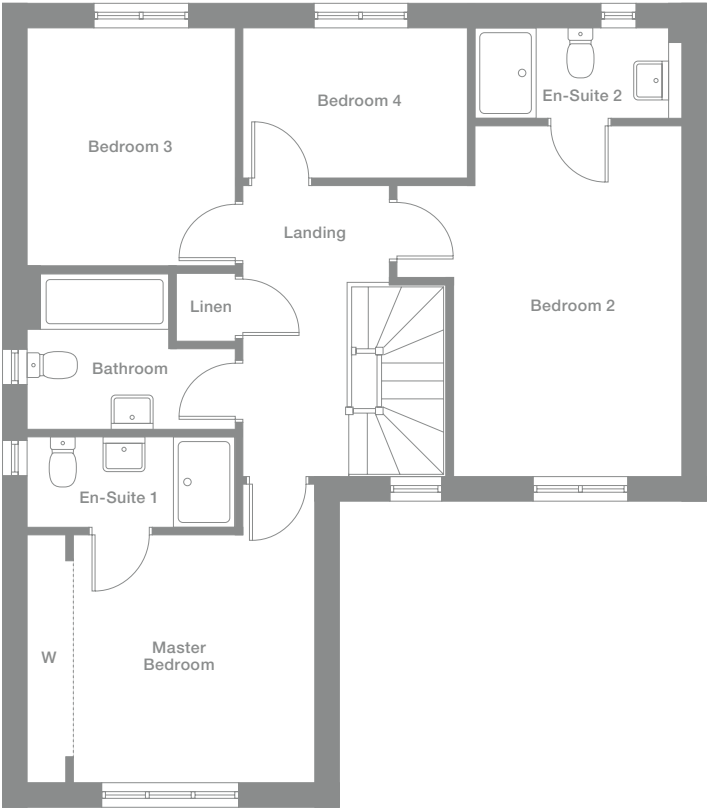 Bedroom 4
En-Suite 2
Bedroom 3
Landing
Linen
Bedroom 2
Bathroom
En-Suite 1
W
Master
Bedroom